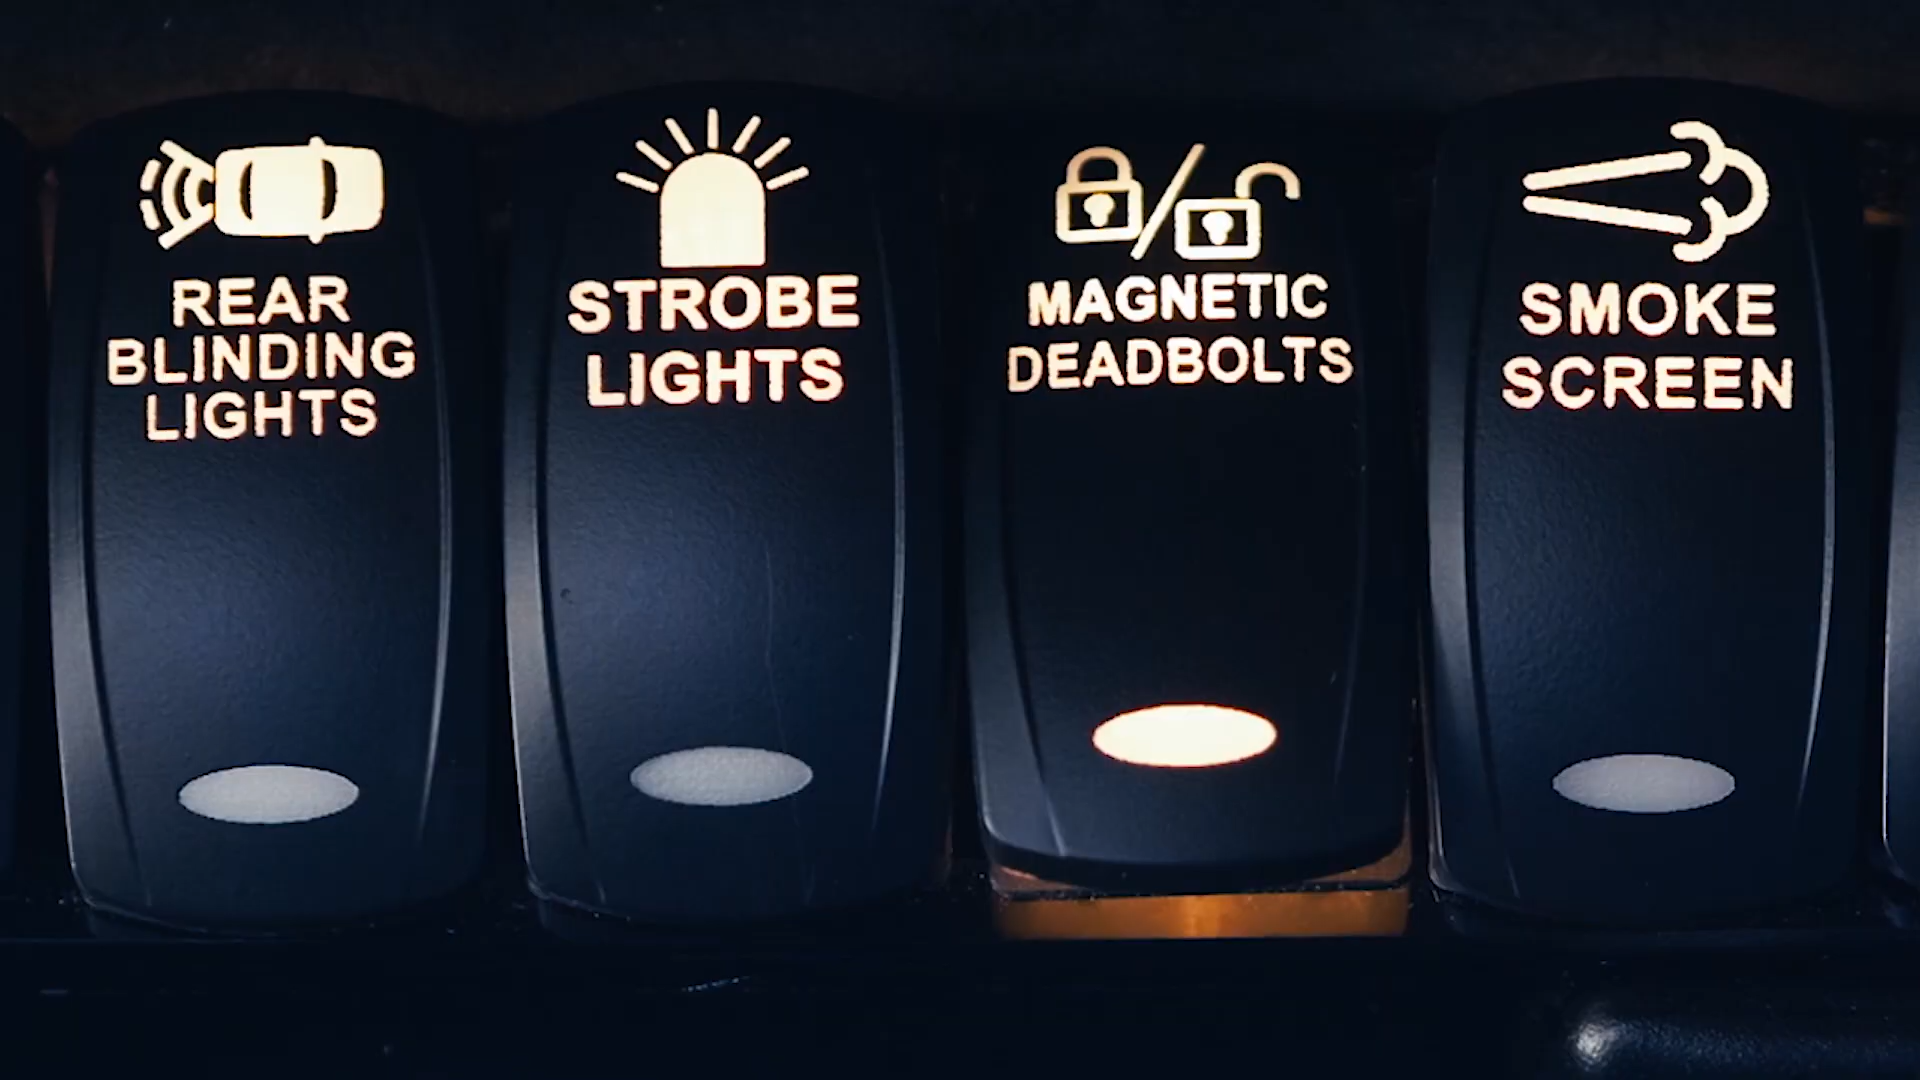 REAR
BLINDING
LIGHTS
STROBE
LIGHTS
MAGNETIC
DEADBOLTS
SMOKE
SCREEN